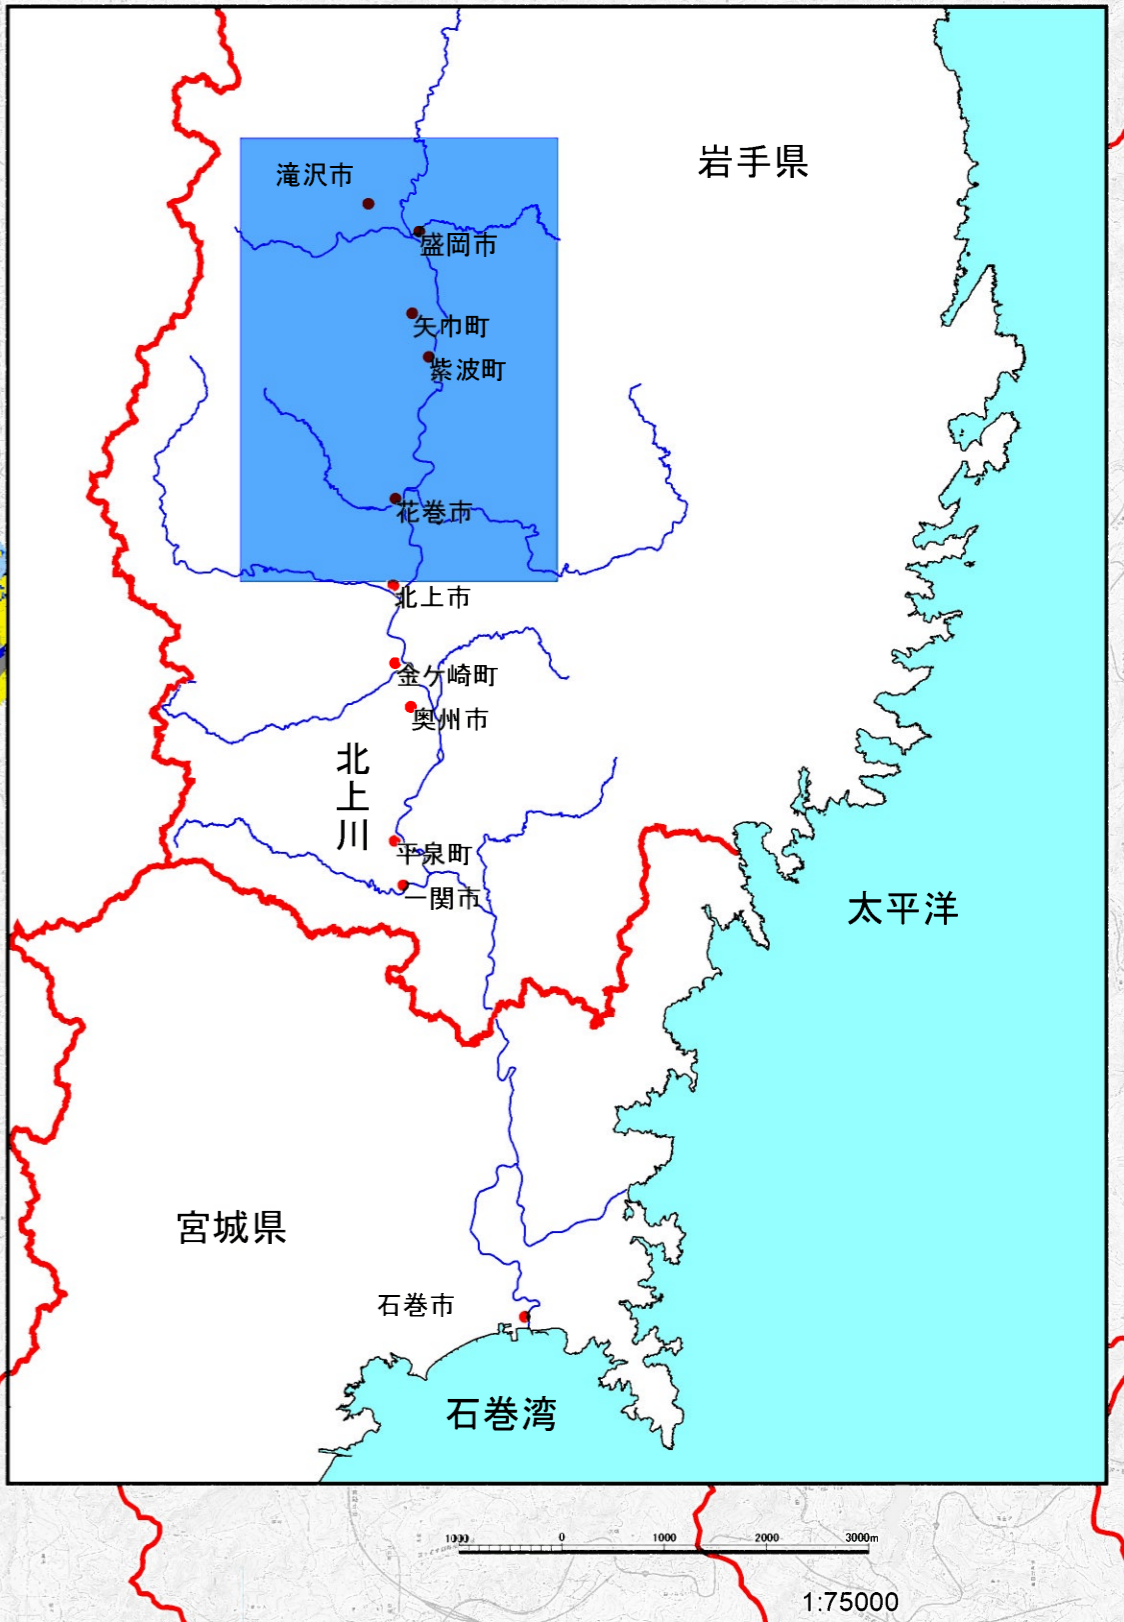 岩手県
滝沢市
盛岡市
矢巾町
紫波町
花巻市
北上市
金ケ崎町
奥州市
北上川
平泉町
一関市
太平洋
宮城県
石巻市
石巻湾
1000 0 1000 2000 3000m
1:75000